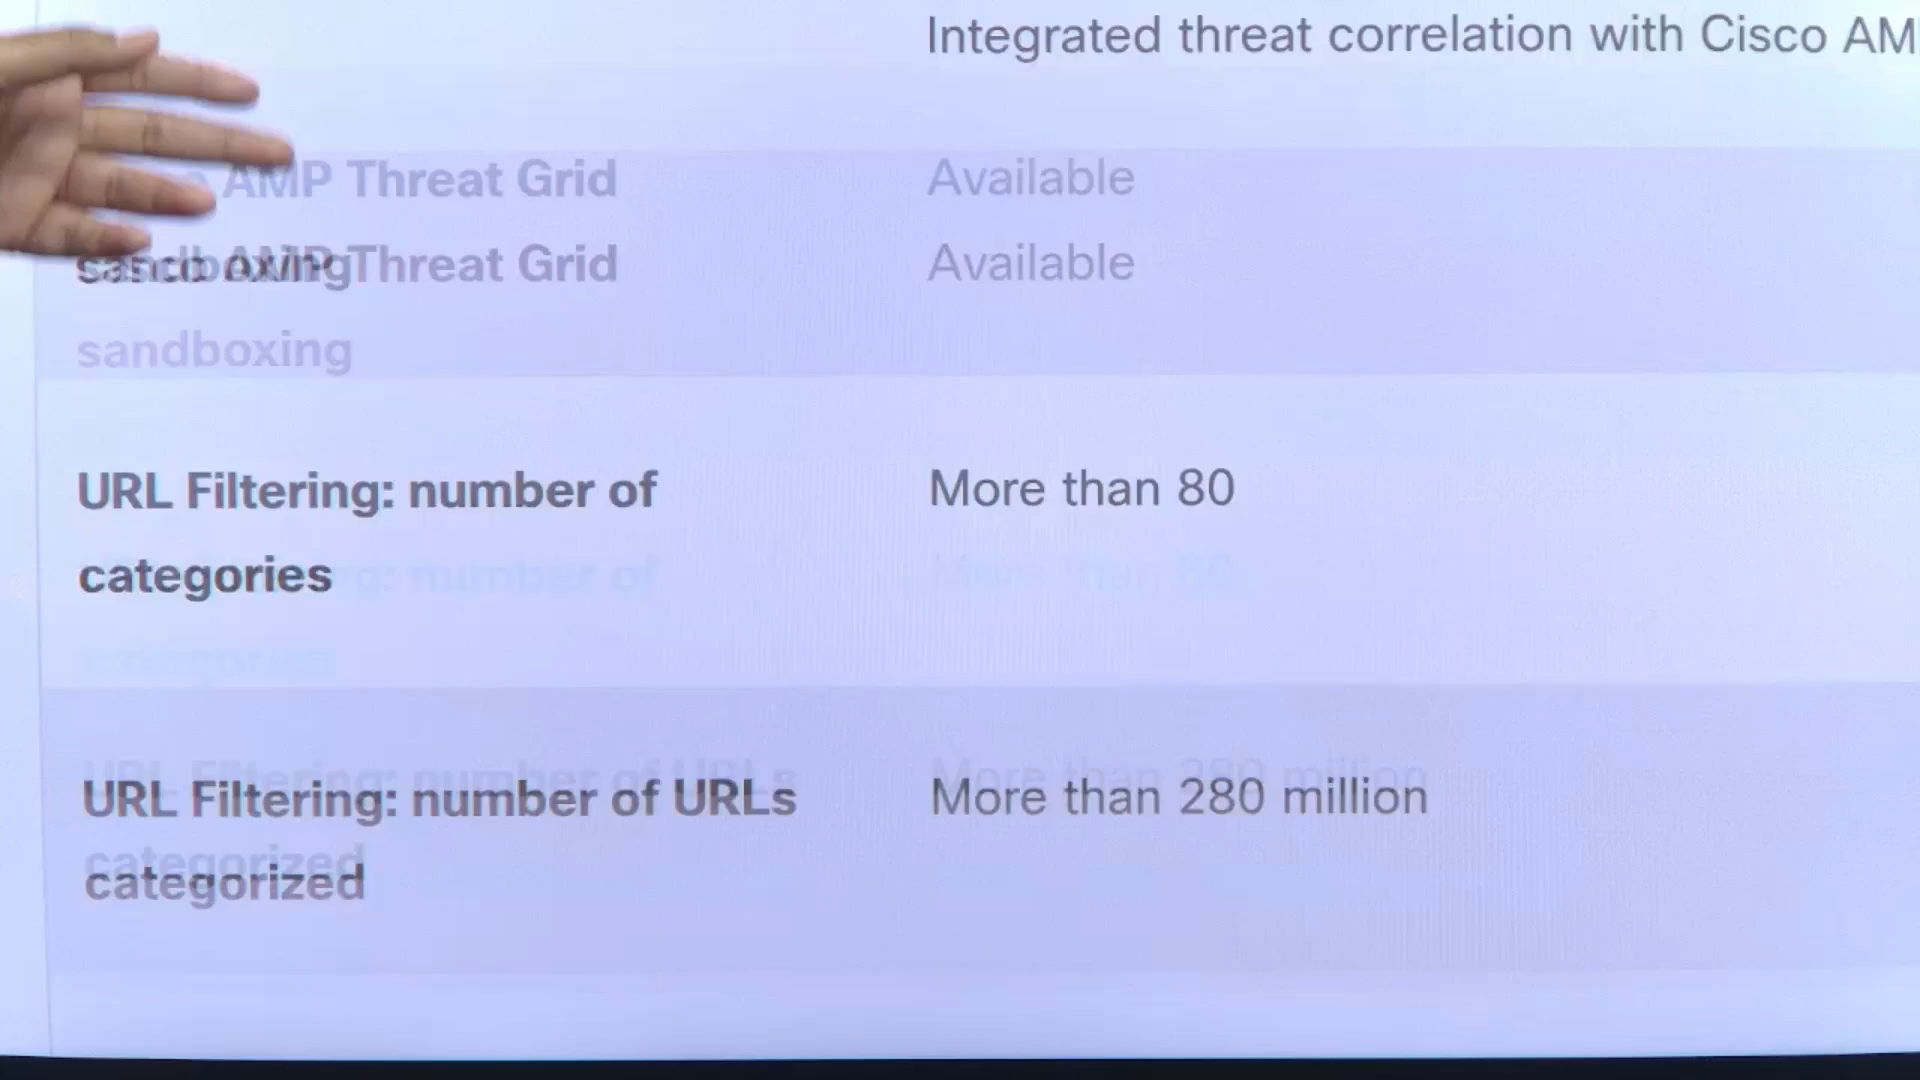 Integrated threat correlation with Cisco AM
AMP Threat Grid Available
sandboxing Threat Grid Available
sandboxing
URL Filtering: number of More than 80
categories
URL Filtering: number of URLs More than 280 million
categorized